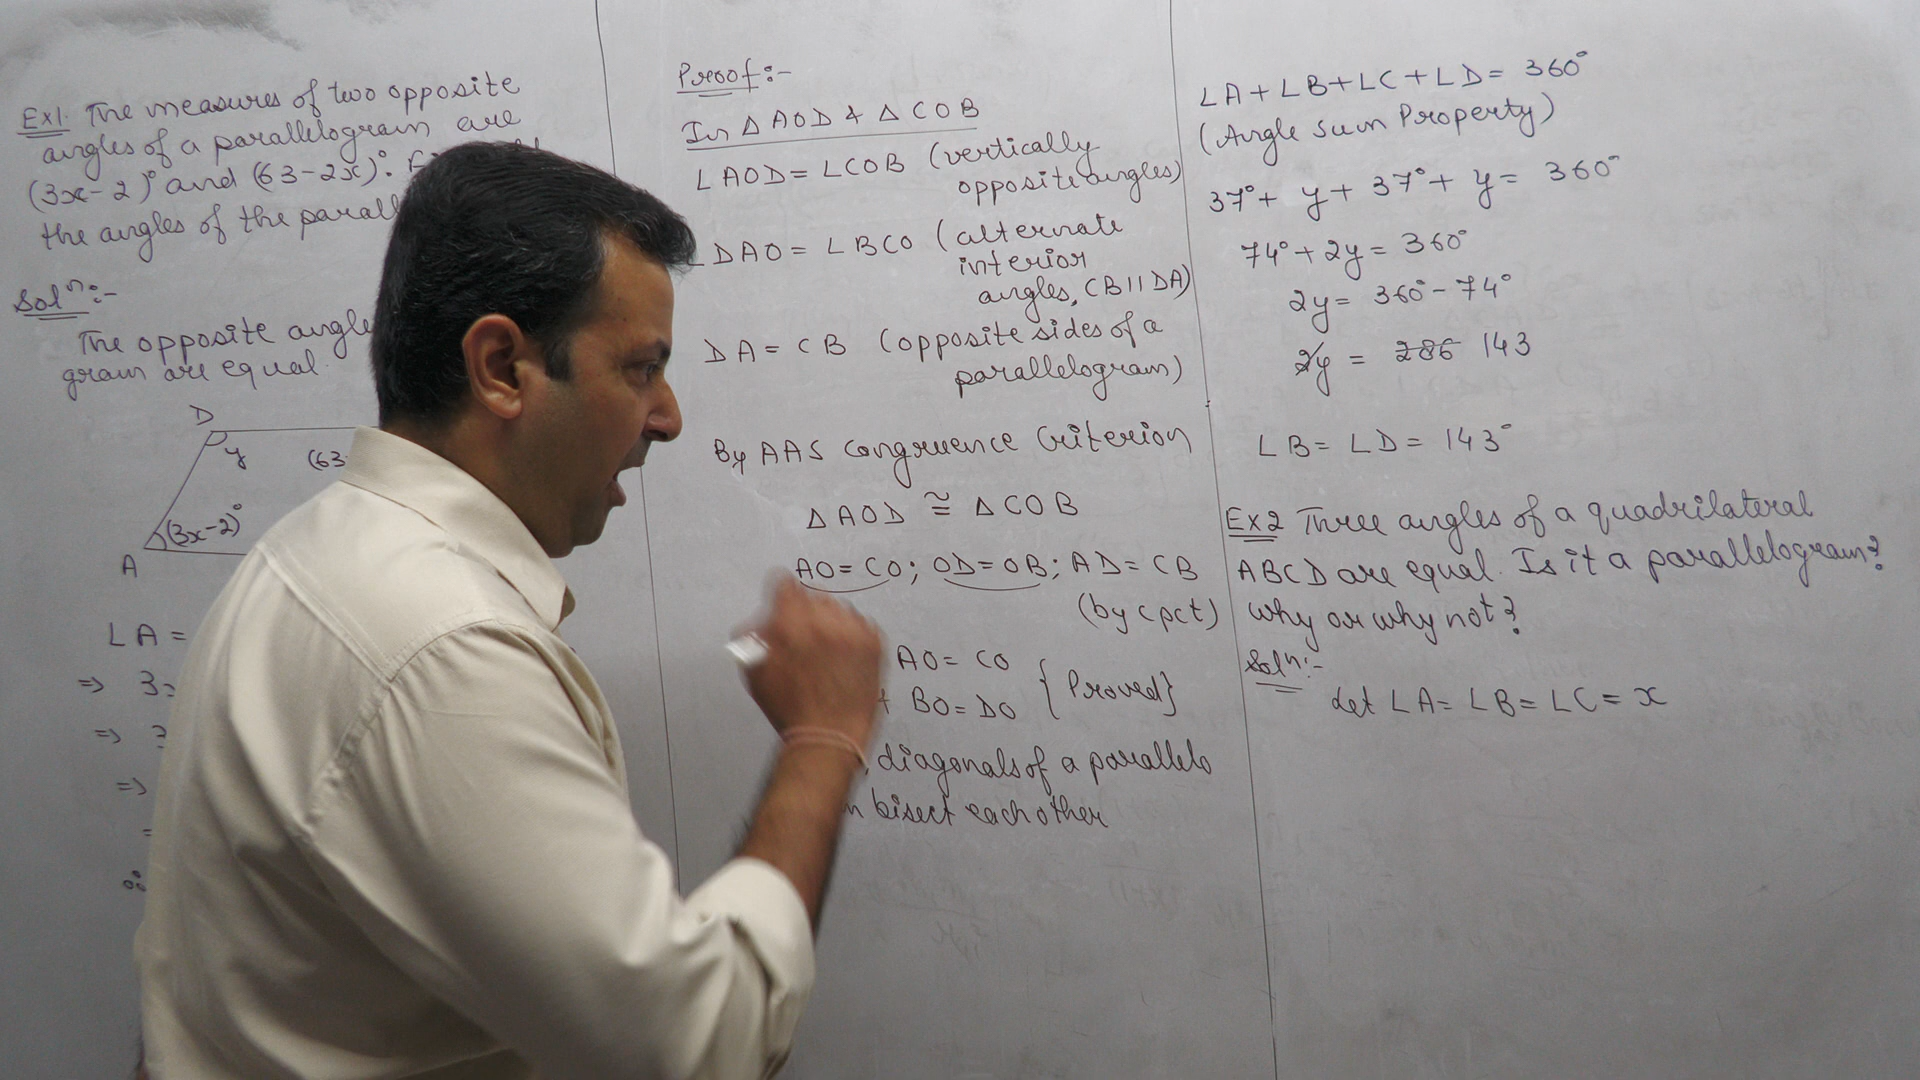 Ex1. The measures of two opposite
angles of a parallelogram are
(3x-2)° and (63-2x)°.
the angles of the parall
Solⁿ:-
The opposite angle
gram are equal.
D
y
(63
(3x-2)°
A
∠A =
=> 3
=>
=>
=
∴
Proof:-
In △AOD & △COB
∠AOD = ∠COB (vertically
opposite angles)
∠DAO = ∠BCO (alternate
interior
angles, CB||DA)
DA = CB (opposite sides of a
parallelogram)
By AAS congruence Criterion
△AOD ≅ △COB
AO = CO; OD = OB; AD = CB
(by cpct)
AO = CO
BO = DO {Proved}
diagonals of a parallelo
bisect each other
∠A + ∠B + ∠C + ∠D = 360°
(Angle Sum Property)
37° + y + 37° + y = 360°
74° + 2y = 360°
2y = 360° - 74°
2y = 286 143
∠B = ∠D = 143°
Ex2 Three angles of a quadrilateral
ABCD are equal. Is it a parallelogram?
why or why not?
Solⁿ:-
Let ∠A = ∠B = ∠C = x